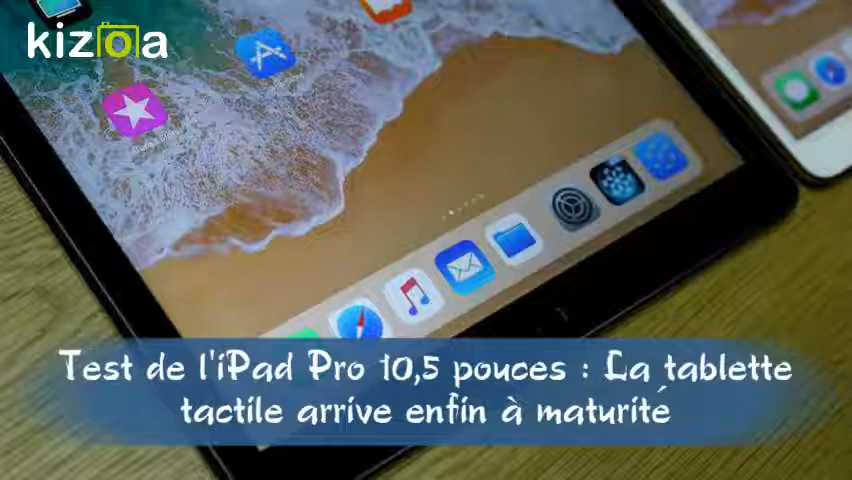 kizoa
Test de l'iPad Pro 10,5 pouces : La tablette
tactile arrive enfin à maturité